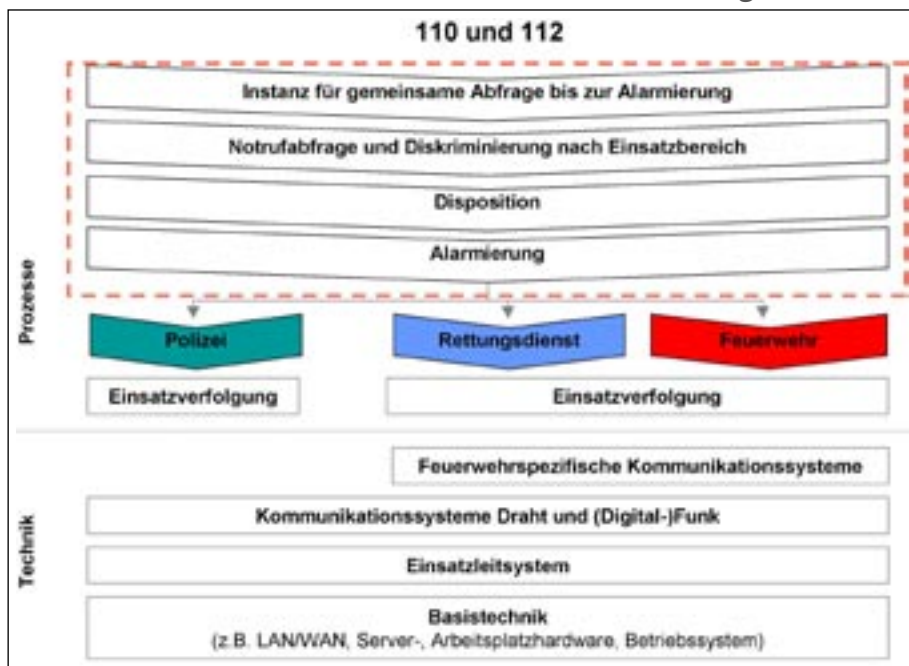 110 und 112
Instanz für gemeinsame Abfrage bis zur Alarmierung
Notrufabfrage und Diskriminierung nach Einsatzbereich
Disposition
Alarmierung
Prozesse
Polizei
Rettungsdienst
Feuerwehr
Einsatzverfolgung
Einsatzverfolgung
Technik
Feuerwehrspezifische Kommunikationssysteme
Kommunikationssysteme Draht und (Digital-)Funk
Einsatzleitsystem
Basistechnik
(z.B. LAN/WAN, Server-, Arbeitsplatzhardware, Betriebssystem)